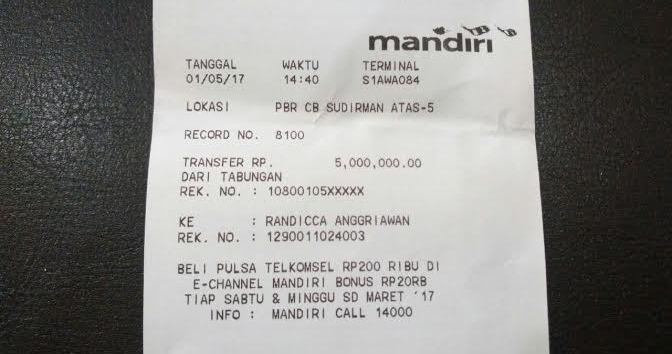 mandiri
TANGGAL WAKTU TERMINAL
01/05/17 14:40 S1AWA084
LOKASI PBR CB SUDIRMAN ATAS-5
RECORD NO. 8100
TRANSFER RP. 5,000,000.00
DARI TABUNGAN
REK. NO. : 10800105XXXXX
KE : RANDICCA ANGGRIAWAN
REK. NO. : 1290011024003
BELI PULSA TELKOMSEL RP200 RIBU DI
E-CHANNEL MANDIRI BONUS RP20RB
TIAP SABTU & MINGGU SD MARET '17
INFO : MANDIRI CALL 14000